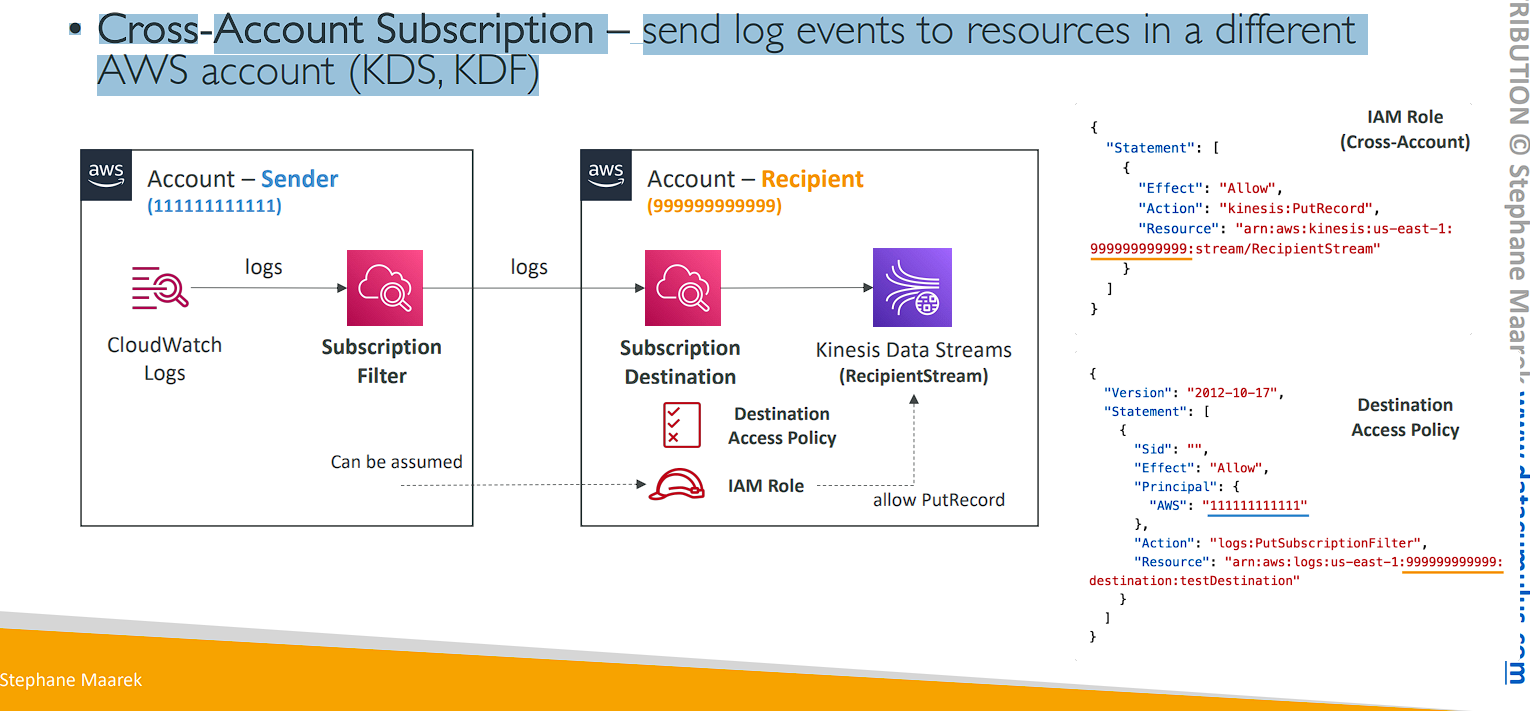 • Cross-Account Subscription – send log events to resources in a different
AWS account (KDS, KDF)
aws
Account – Sender
(111111111111)
CloudWatch
Logs
logs
Subscription
Filter
logs
Can be assumed
aws
Account – Recipient
(999999999999)
Subscription
Destination
Kinesis Data Streams
(RecipientStream)
Destination
Access Policy
IAM Role
allow PutRecord
IAM Role
(Cross-Account)
{
"Statement": [
{
"Effect": "Allow",
"Action": "kinesis:PutRecord",
"Resource": "arn:aws:kinesis:us-east-1:
999999999999:stream/RecipientStream"
}
]
}
Destination
Access Policy
{
"Version": "2012-10-17",
"Statement": [
{
"Sid": "",
"Effect": "Allow",
"Principal": {
"AWS": "111111111111"
},
"Action": "logs:PutSubscriptionFilter",
"Resource": "arn:aws:logs:us-east-1:999999999999:
destination:testDestination"
}
]
}
RIBUTION © Stephane Maarek
Stephane Maarek